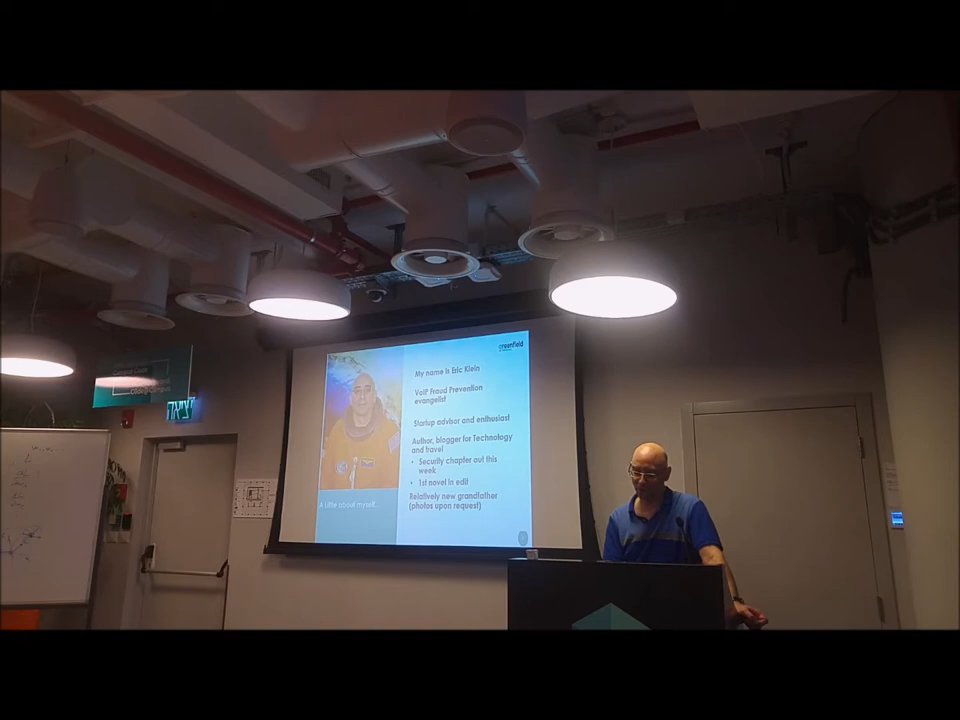 greenfield
My name is Eric Klein
VoIP Fraud Prevention
evangelist
Startup advisor and enthusiast
Author, blogger for Technology
and travel
• Security chapter out this
week
• 1st novel in edit
Relatively new grandfather
(photos upon request)
A little about myself...
יציאה